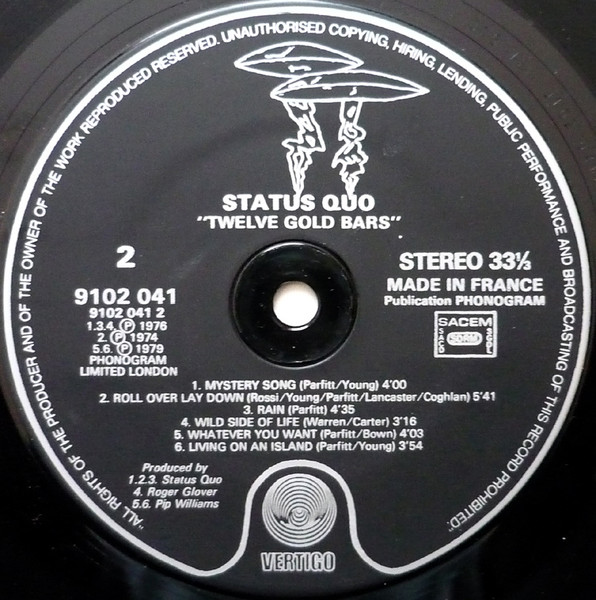 "ALL RIGHTS OF THE PRODUCER AND OF THE OWNER OF THE WORK REPRODUCED RESERVED. UNAUTHORISED COPYING, HIRING, LENDING, PUBLIC PERFORMANCE AND BROADCASTING OF THIS RECORD PROHIBITED."
STATUS QUO
"TWELVE GOLD BARS"
2
9102 041
9102 041 2
1.3.4. Ⓟ 1976
2. Ⓟ 1974
5.6. Ⓟ 1979
PHONOGRAM
LIMITED LONDON
STEREO 33⅓
MADE IN FRANCE
Publication PHONOGRAM
SACEM
SACD
SDRM
SGDL
1. MYSTERY SONG (Parfitt/Young) 4'00
2. ROLL OVER LAY DOWN (Rossi/Young/Parfitt/Lancaster/Coghlan) 5'41
3. RAIN (Parfitt) 4'35
4. WILD SIDE OF LIFE (Warren/Carter) 3'16
5. WHATEVER YOU WANT (Parfitt/Bown) 4'03
6. LIVING ON AN ISLAND (Parfitt/Young) 3'54
Produced by
1.2.3. Status Quo
4. Roger Glover
5.6. Pip Williams
VERTIGO